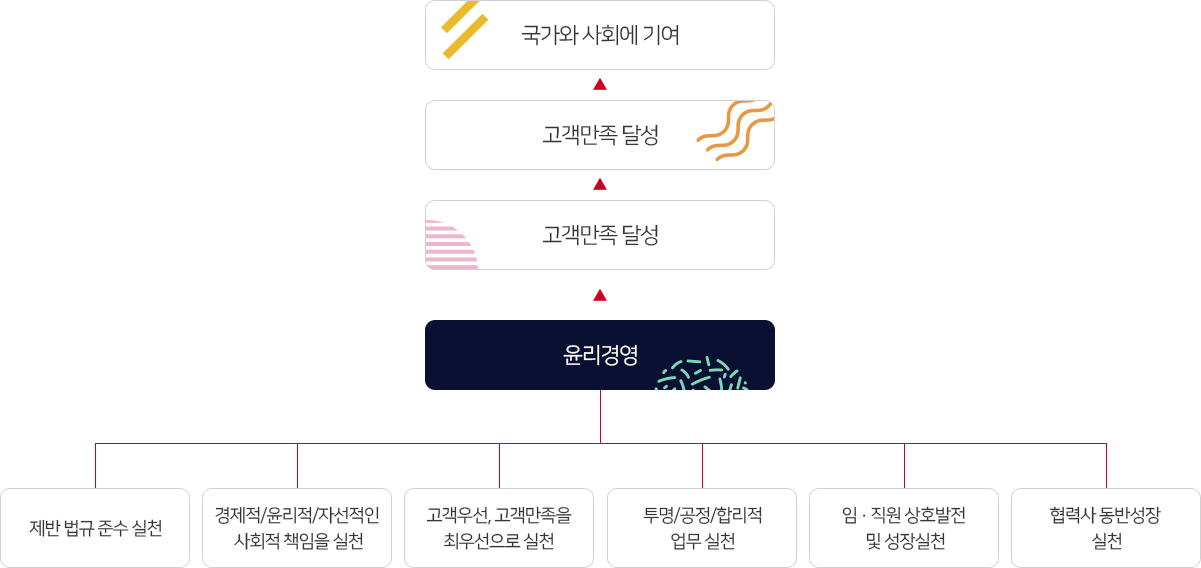 국가와 사회에 기여
고객만족 달성
고객만족 달성
윤리경영
제반 법규 준수 실천
경제적/윤리적/자선적인
사회적 책임을 실천
고객우선, 고객만족을
최우선으로 실천
투명/공정/합리적
업무 실천
임 · 직원 상호발전
및 성장실천
협력사 동반성장
실천